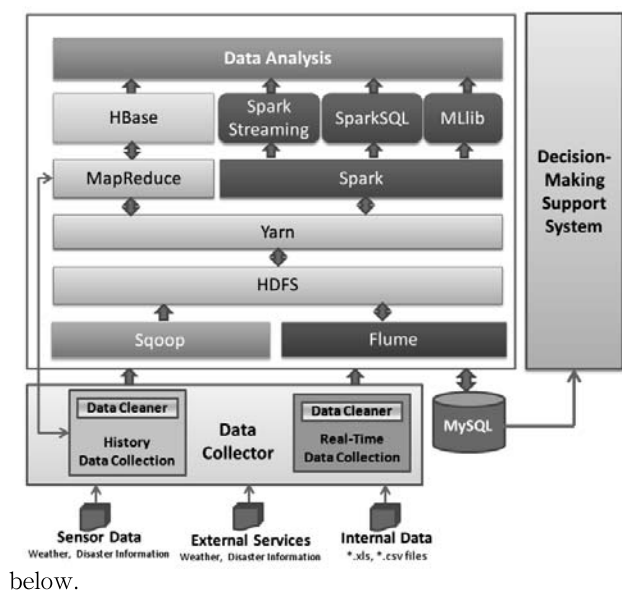 Data Analysis
HBase
Spark
Streaming
SparkSQL
MLlib
MapReduce
Spark
Yarn
HDFS
Sqoop
Flume
Decision-
Making
Support
System
Data Cleaner
History
Data Collection
Data
Collector
Data Cleaner
Real-Time
Data Collection
MySQL
Sensor Data
Weather, Disaster Information
External Services
Weather, Disaster Information
Internal Data
*.xls, *.csv files
below.